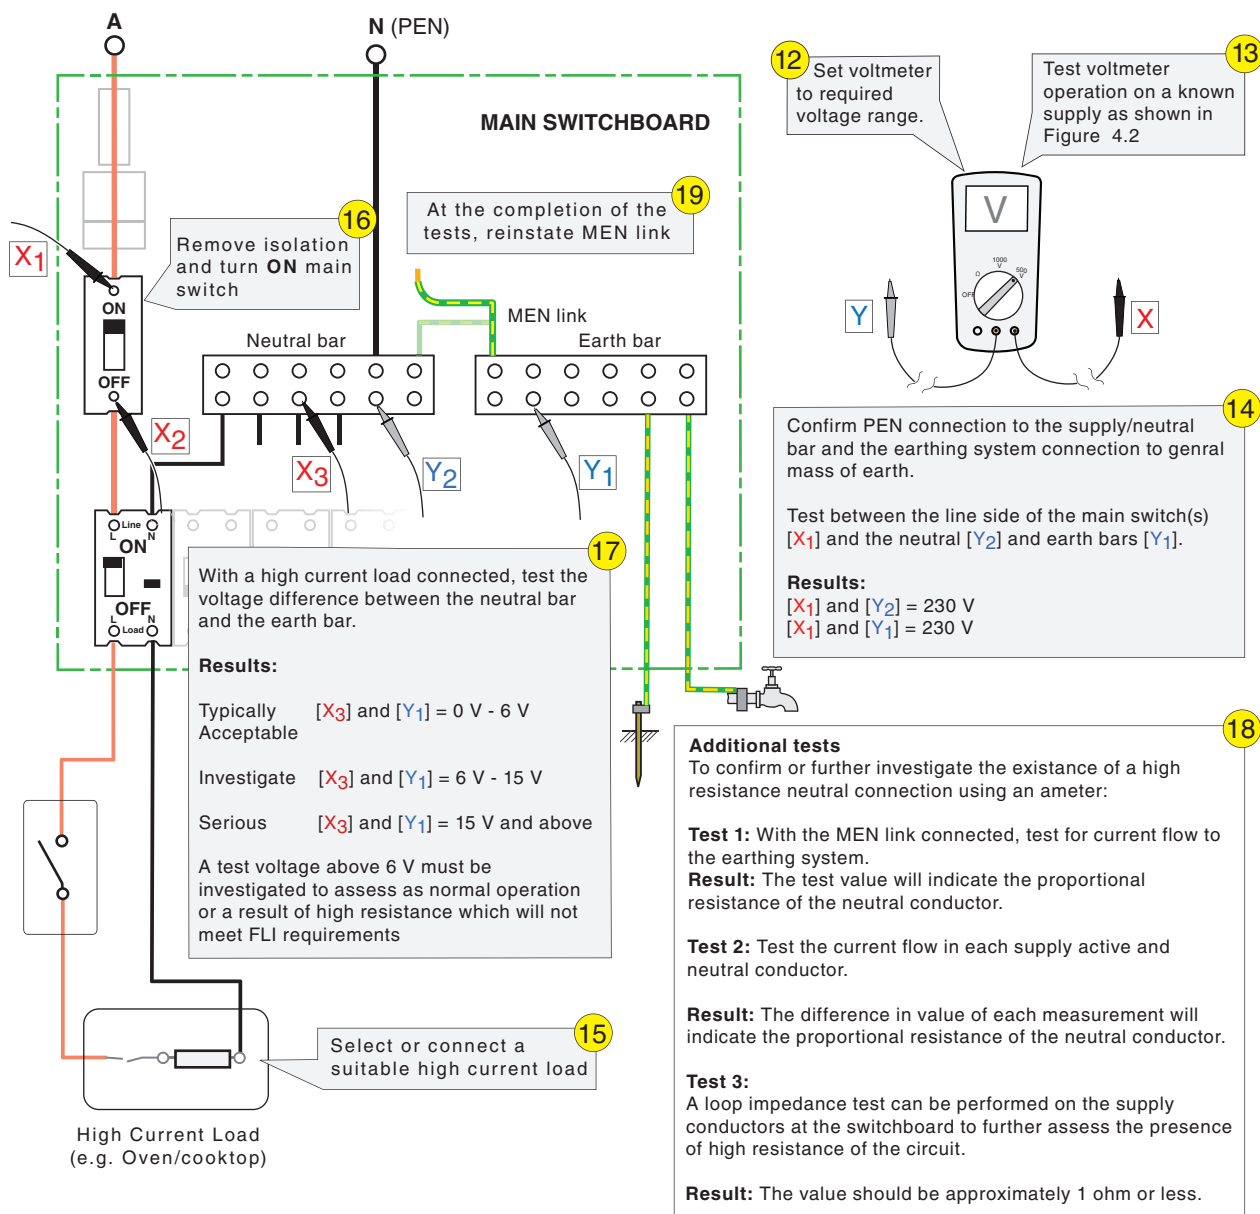 A
N (PEN)
MAIN SWITCHBOARD
12
Set voltmeter
to required
voltage range.
13
Test voltmeter
operation on a known
supply as shown in
Figure 4.2
V
1000
V
500
V
Ω
OFF
Y
X
16
Remove isolation
and turn ON main
switch
19
At the completion of the
tests, reinstate MEN link
X1
ON
OFF
MEN link
Neutral bar
Earth bar
X2
X3
Y2
Y1
14
Confirm PEN connection to the supply/neutral
bar and the earthing system connection to genral
mass of earth.
Test between the line side of the main switch(s)
[X1] and the neutral [Y2] and earth bars [Y1].
Results:
[X1] and [Y2] = 230 V
[X1] and [Y1] = 230 V
Line
L N
ON
OFF
L N
Load
17
With a high current load connected, test the
voltage difference between the neutral bar
and the earth bar.
Results:
Typically [X3] and [Y1] = 0 V - 6 V
Acceptable
Investigate [X3] and [Y1] = 6 V - 15 V
Serious [X3] and [Y1] = 15 V and above
A test voltage above 6 V must be
investigated to assess as normal operation
or a result of high resistance which will not
meet FLI requirements
18
Additional tests
To confirm or further investigate the existance of a high
resistance neutral connection using an ameter:
Test 1: With the MEN link connected, test for current flow to
the earthing system.
Result: The test value will indicate the proportional
resistance of the neutral conductor.
Test 2: Test the current flow in each supply active and
neutral conductor.
Result: The difference in value of each measurement will
indicate the proportional resistance of the neutral conductor.
Test 3:
A loop impedance test can be performed on the supply
conductors at the switchboard to further assess the presence
of high resistance of the circuit.
Result: The value should be approximately 1 ohm or less.
15
Select or connect a
suitable high current load
High Current Load
(e.g. Oven/cooktop)